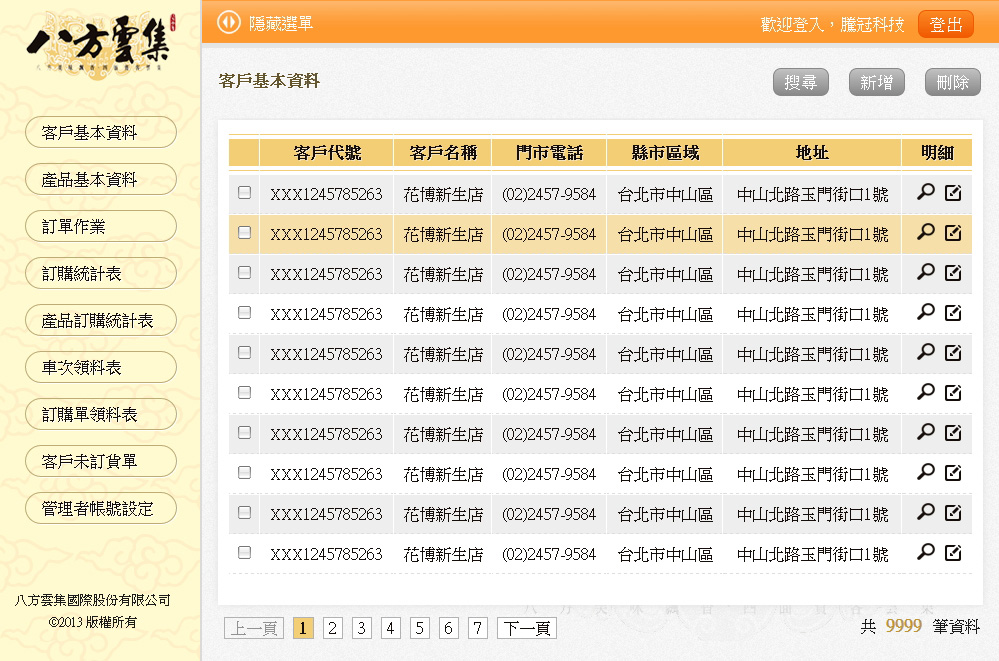 八方雲集
隱藏選單
歡迎登入，騰冠科技
登出
客戶基本資料
產品基本資料
訂單作業
訂購統計表
產品訂購統計表
車次領料表
訂購單領料表
客戶未訂貨單
管理者帳號設定
八方雲集國際股份有限公司
©2013 版權所有
客戶基本資料
搜尋 新增 刪除
客戶代號 客戶名稱 門市電話 縣市區域 地址 明細
XXX1245785263 花博新生店 (02)2457-9584 台北市中山區 中山北路玉門街口1號
XXX1245785263 花博新生店 (02)2457-9584 台北市中山區 中山北路玉門街口1號
XXX1245785263 花博新生店 (02)2457-9584 台北市中山區 中山北路玉門街口1號
XXX1245785263 花博新生店 (02)2457-9584 台北市中山區 中山北路玉門街口1號
XXX1245785263 花博新生店 (02)2457-9584 台北市中山區 中山北路玉門街口1號
XXX1245785263 花博新生店 (02)2457-9584 台北市中山區 中山北路玉門街口1號
XXX1245785263 花博新生店 (02)2457-9584 台北市中山區 中山北路玉門街口1號
XXX1245785263 花博新生店 (02)2457-9584 台北市中山區 中山北路玉門街口1號
XXX1245785263 花博新生店 (02)2457-9584 台北市中山區 中山北路玉門街口1號
XXX1245785263 花博新生店 (02)2457-9584 台北市中山區 中山北路玉門街口1號
上一頁 1 2 3 4 5 6 7 下一頁
共 9999 筆資料